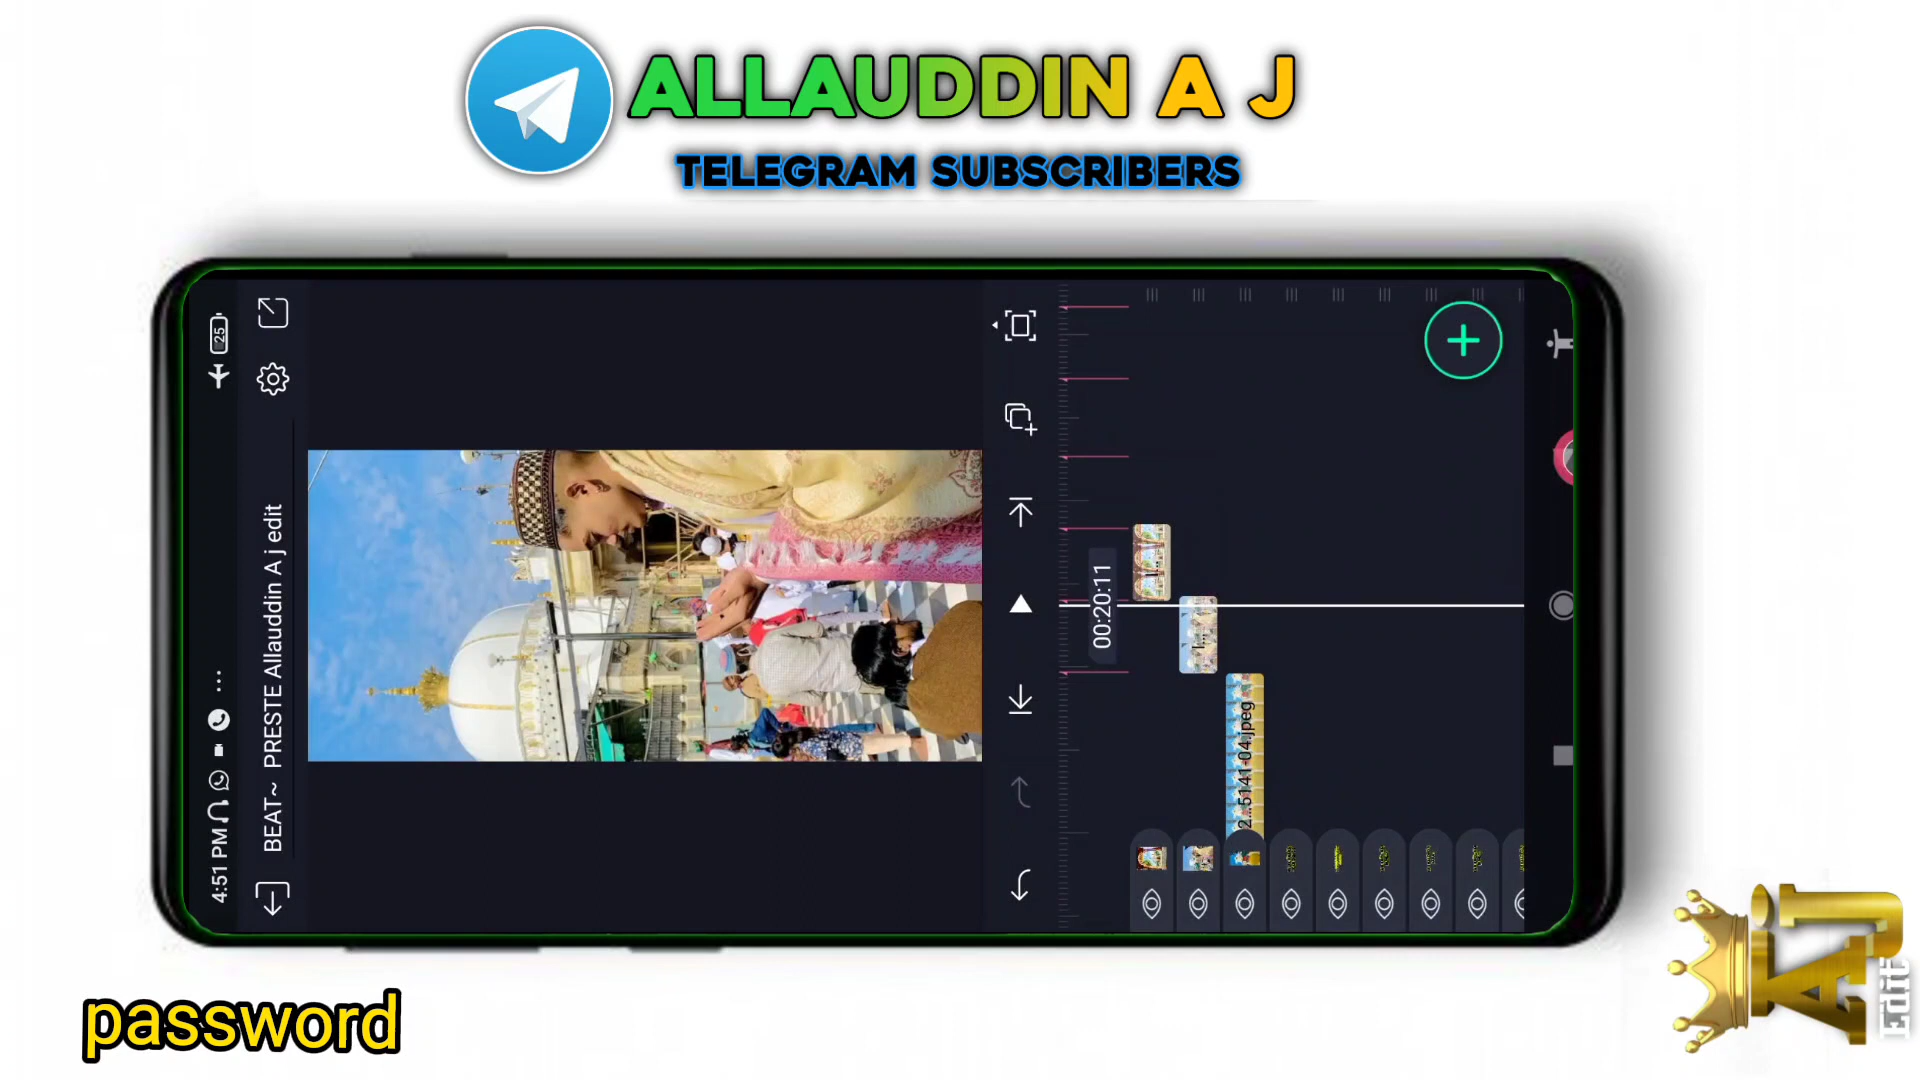 ALLAUDDIN A J
TELEGRAM SUBSCRIBERS
4:51 PM
25
BEAT~ PRESTE Allauddin A j edit
00:20:11
2...5141-04.jpeg
password
AJ
Edit